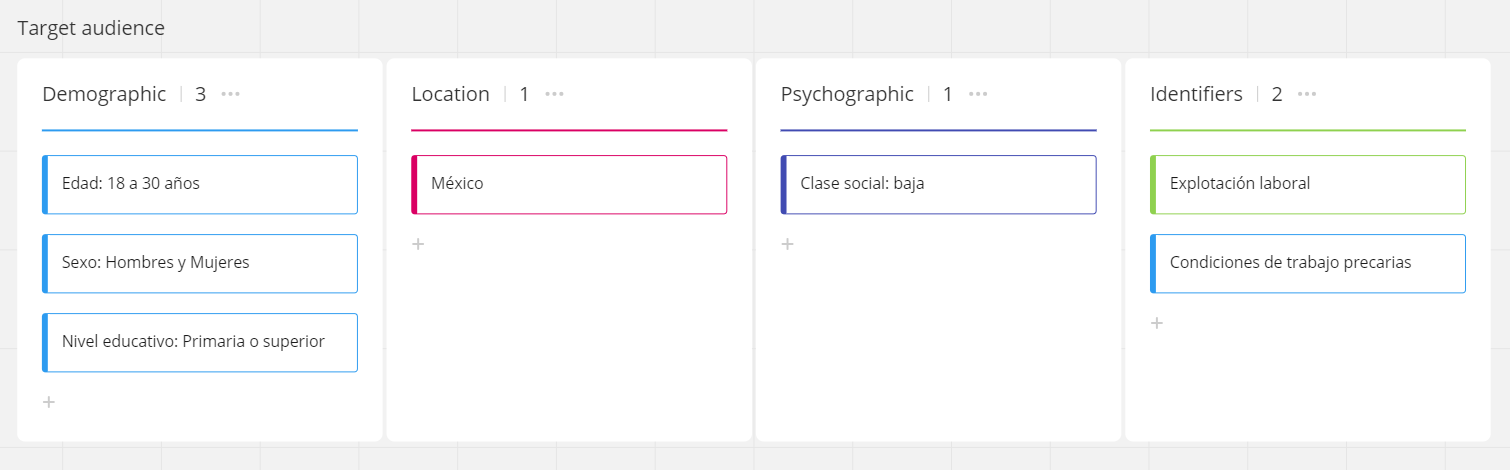 Target audience
Demographic 3 ...
Edad: 18 a 30 años
Sexo: Hombres y Mujeres
Nivel educativo: Primaria o superior
+
Location 1 ...
México
+
Psychographic 1 ...
Clase social: baja
+
Identifiers 2 ...
Explotación laboral
Condiciones de trabajo precarias
+